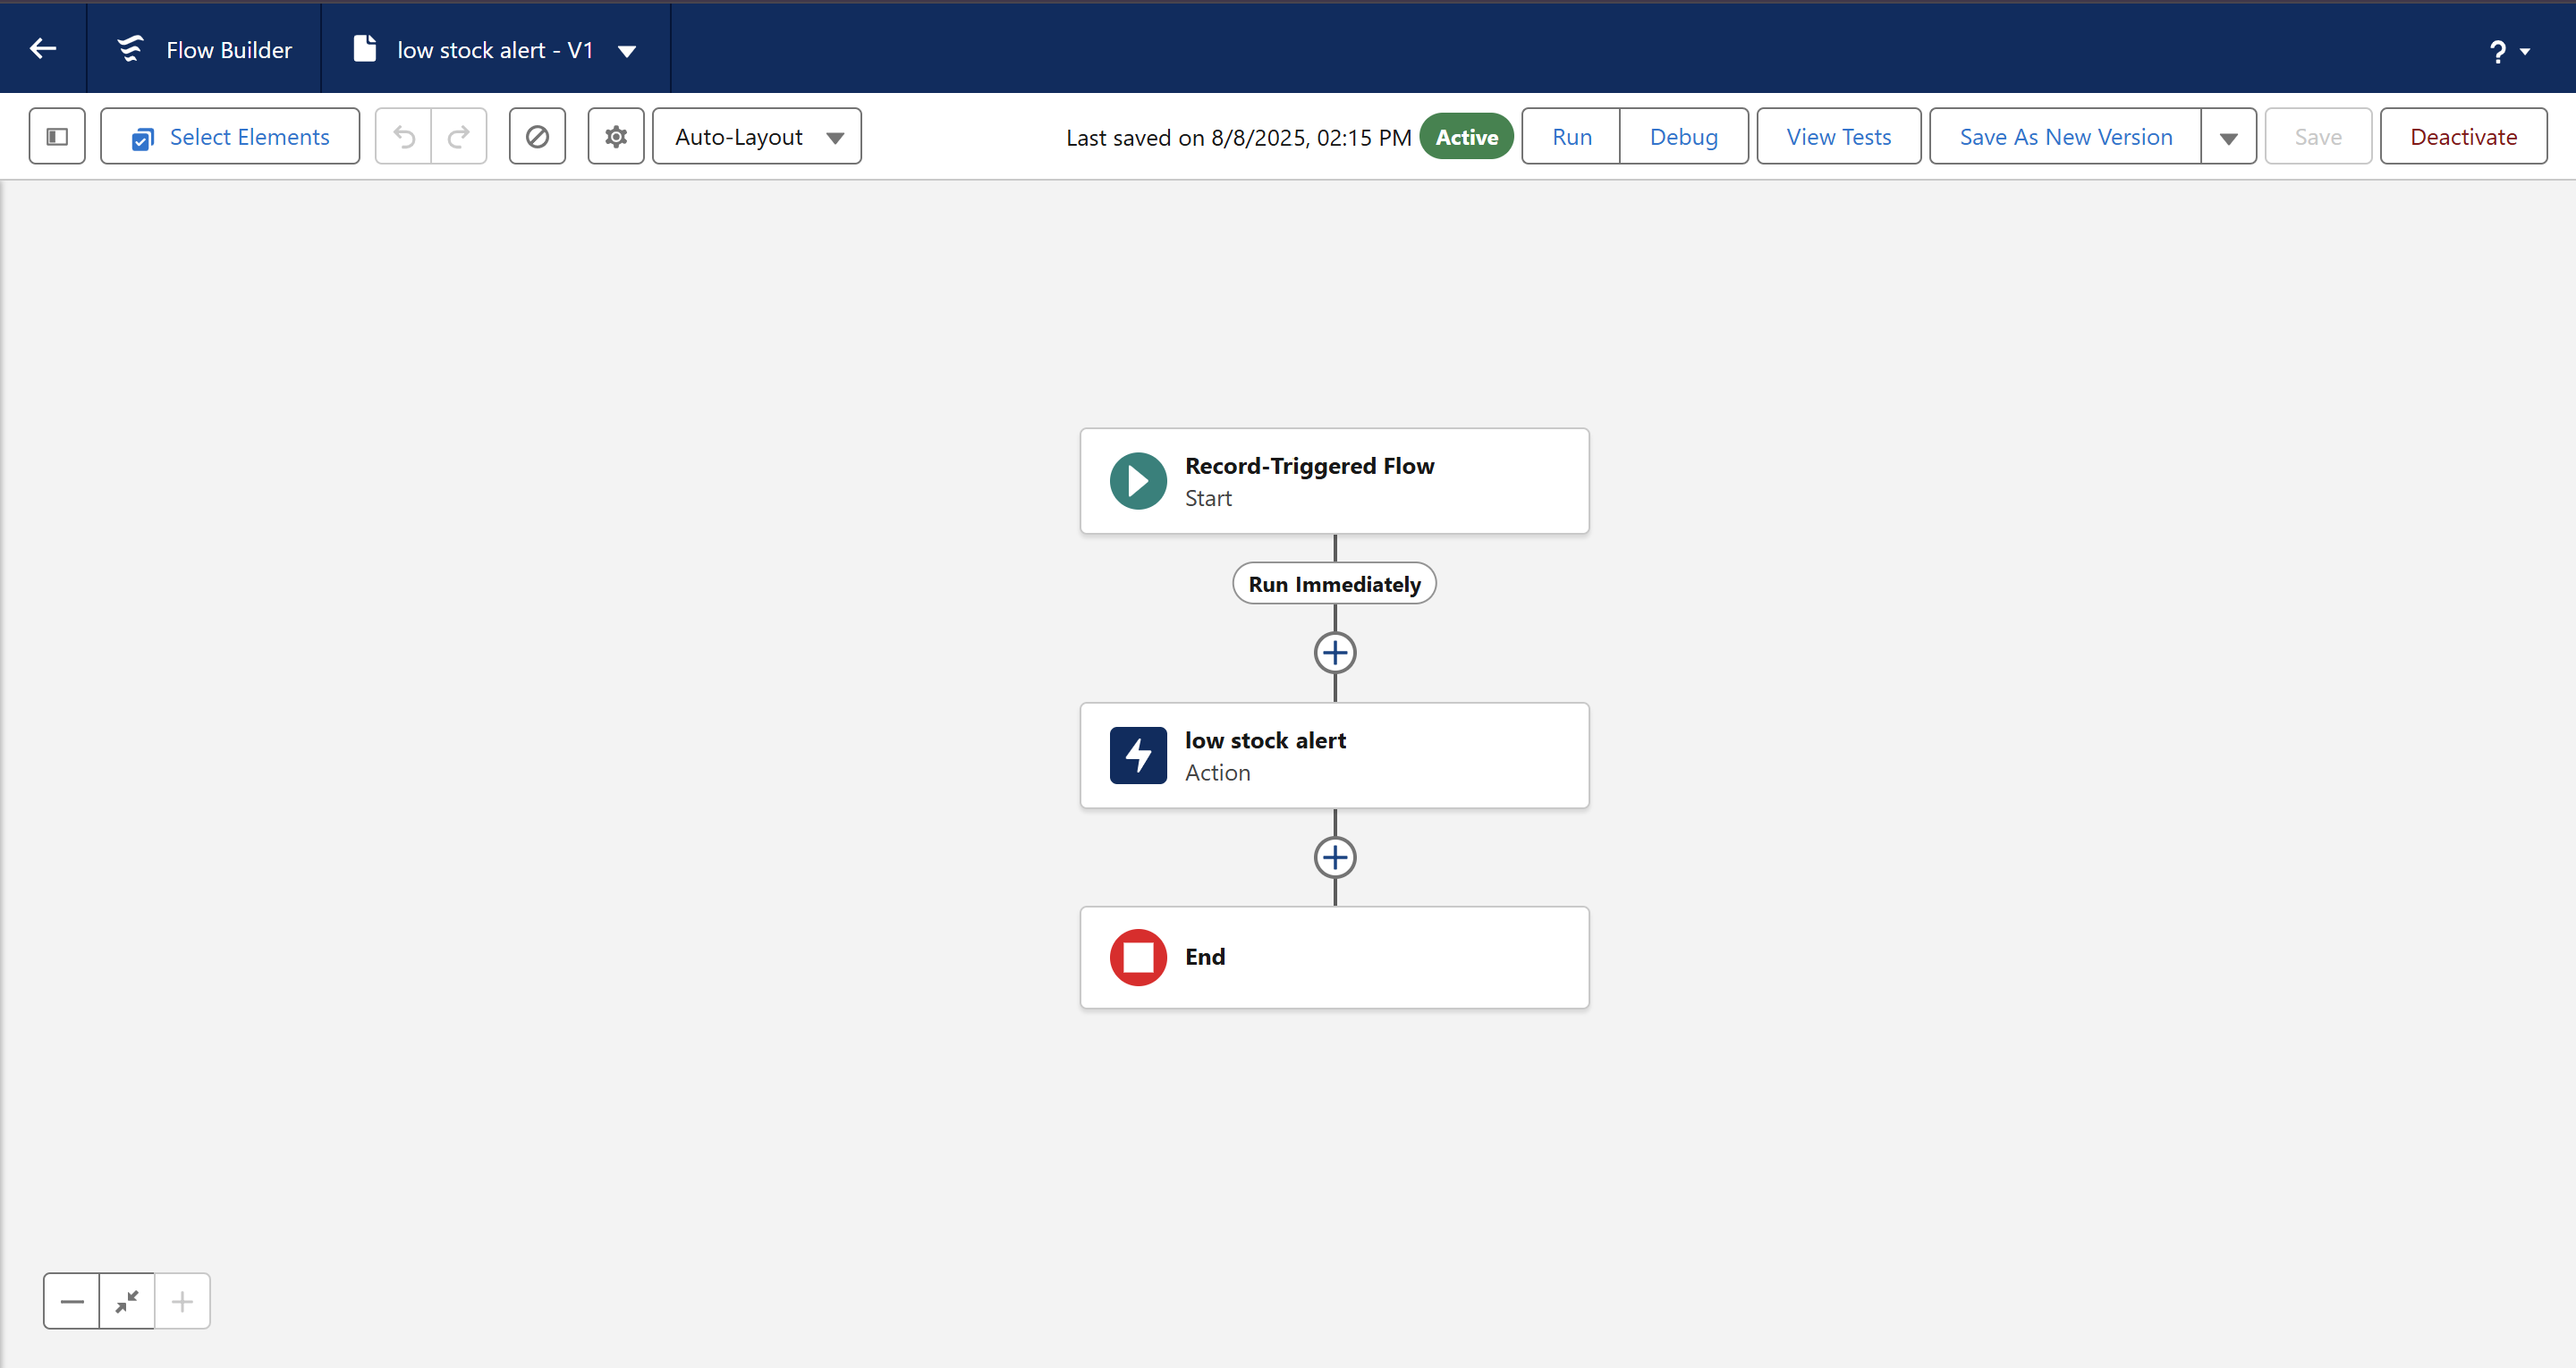 Flow Builder
low stock alert - V1
?
Select Elements
Auto-Layout
Last saved on 8/8/2025, 02:15 PM
Active
Run
Debug
View Tests
Save As New Version
Save
Deactivate
Record-Triggered Flow
Start
Run Immediately
low stock alert
Action
End